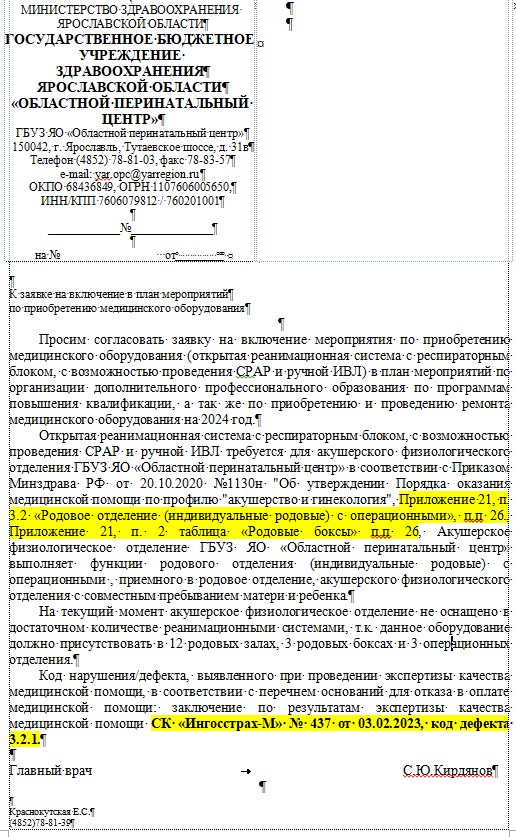 МИНИСТЕРСТВО ЗДРАВООХРАНЕНИЯ
ЯРОСЛАВСКОЙ ОБЛАСТИ
ГОСУДАРСТВЕННОЕ БЮДЖЕТНОЕ
УЧРЕЖДЕНИЕ
ЗДРАВООХРАНЕНИЯ
ЯРОСЛАВСКОЙ ОБЛАСТИ
«ОБЛАСТНОЙ ПЕРИНАТАЛЬНЫЙ
ЦЕНТР»
ГБУЗ ЯО «Областной перинатальный центр»
150042, г. Ярославль, Тутаевское шоссе, д. 31в
Телефон (4852) 78-81-03, факс 78-83-57
e-mail: yar.opc@yarregion.ru
ОКПО 68436849, ОГРН 1107606005650,
ИНН/КПП 7606079812 / 760201001
____________№______________
на № от
К заявке на включение в план мероприятий
по приобретению медицинского оборудования
Просим согласовать заявку на включение мероприятия по приобретению
медицинского оборудования (открытая реанимационная система с респираторным
блоком, с возможностью проведения CPAP и ручной ИВЛ) в план мероприятий по
организации дополнительного профессионального образования по программам
повышения квалификации, а так же по приобретению и проведению ремонта
медицинского оборудования на 2024 год.
Открытая реанимационная система с респираторным блоком, с возможностью
проведения CPAP и ручной ИВЛ требуется для акушерского физиологического
отделения ГБУЗ ЯО «Областной перинатальный центр» в соответствии с Приказом
Минздрава РФ от 20.10.2020 №1130н "Об утверждении Порядка оказания
медицинской помощи по профилю "акушерство и гинекология", Приложение 21, п.
3.2 «Родовое отделение (индивидуальные родовые) с операционными», п.п 26.
Приложение 21, п. 2 таблица «Родовые боксы» п.п 26, Акушерское
физиологическое отделение ГБУЗ ЯО «Областной перинатальный центр»
выполняет функции родового отделения (индивидуальные родовые) с
операционными , приемного в родовое отделение, акушерского физиологического
отделения с совместным пребыванием матери и ребенка.
На текущий момент акушерское физиологическое отделение не оснащено в
достаточном количестве реанимационными системами, т.к. данное оборудование
должно присутствовать в 12 родовых залах, 3 родовых боксах и 3 операционных
отделения.
Код нарушения/дефекта, выявленного при проведении экспертизы качества
медицинской помощи, в соответствии с перечнем оснований для отказа в оплате
медицинской помощи: заключение по результатам экспертизы качества
медицинской помощи СК «Ингосстрах-М» № 437 от 03.02.2023, код дефекта
3.2.1.
Главный врач С.Ю.Кирдянов
Краснокутская Е.С.
(4852)78-81-39